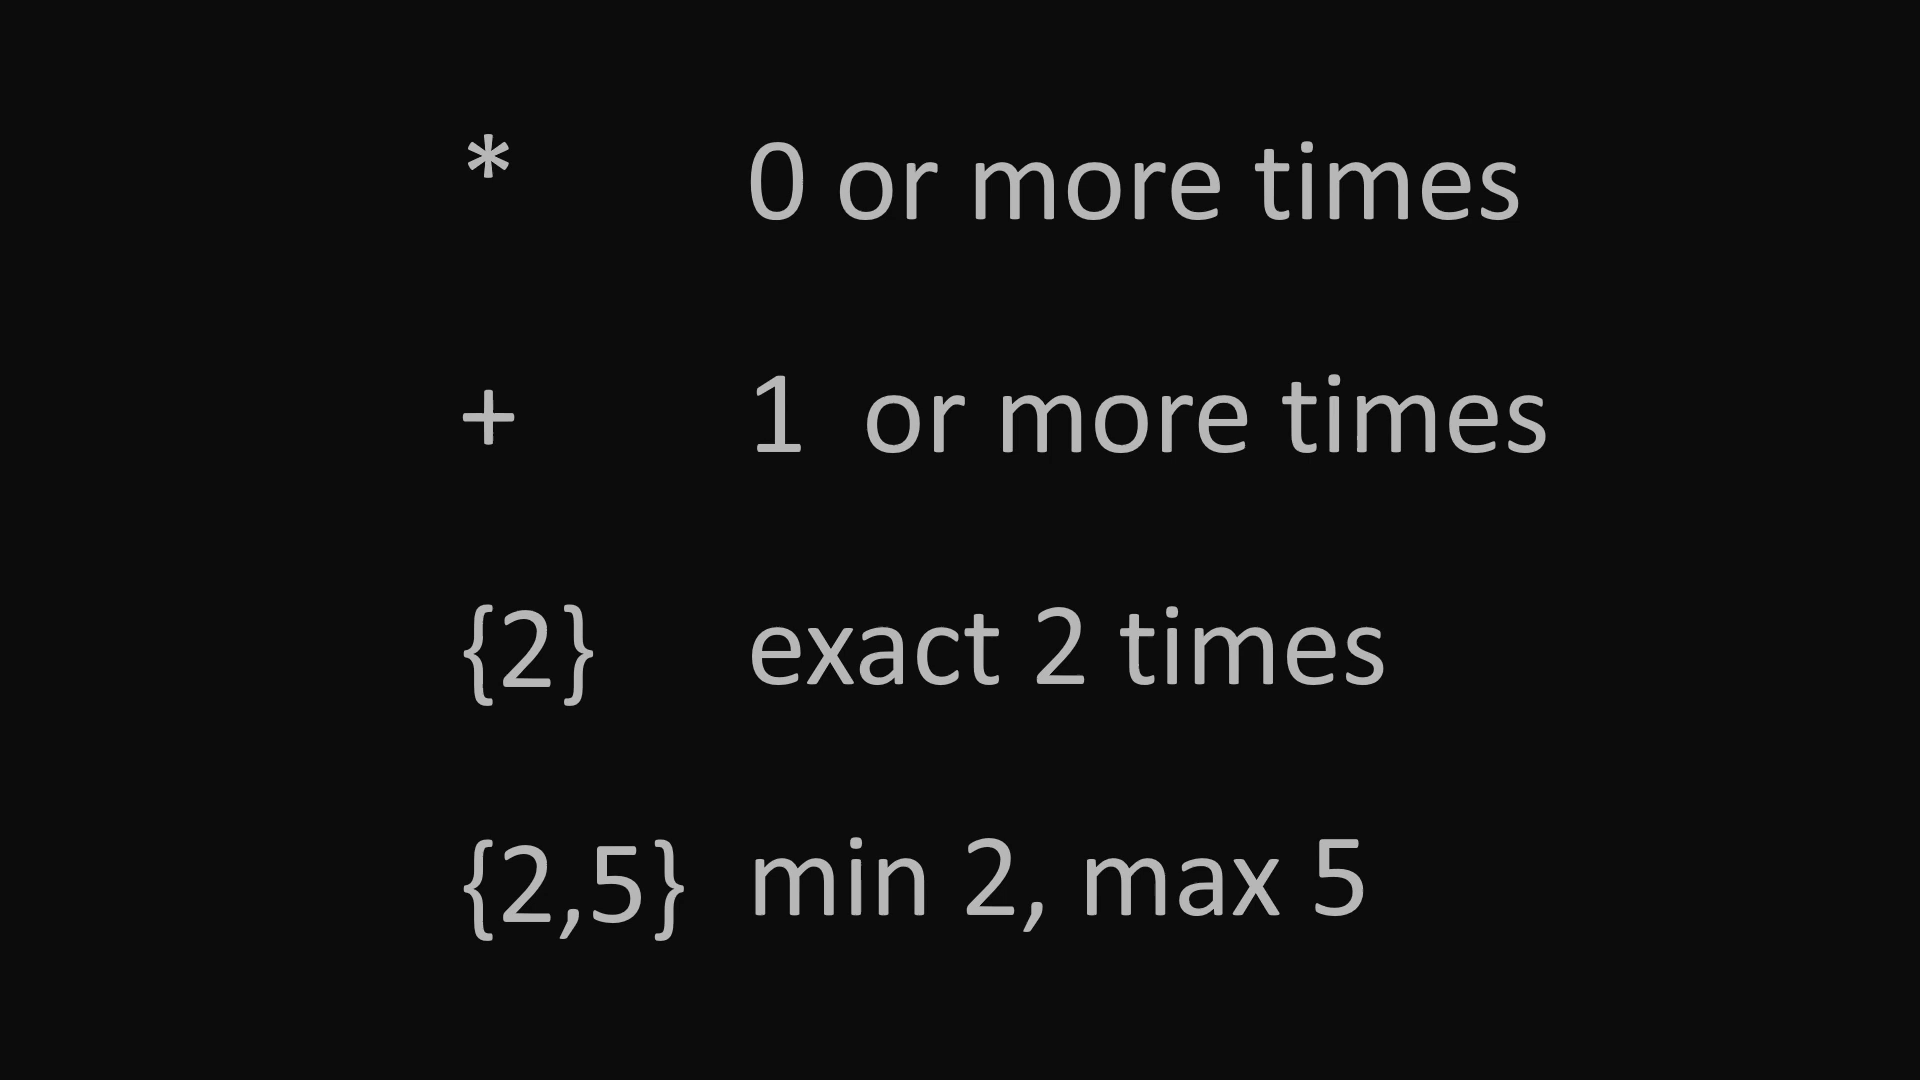 * 0 or more times
+ 1 or more times
{2} exact 2 times
{2,5} min 2, max 5